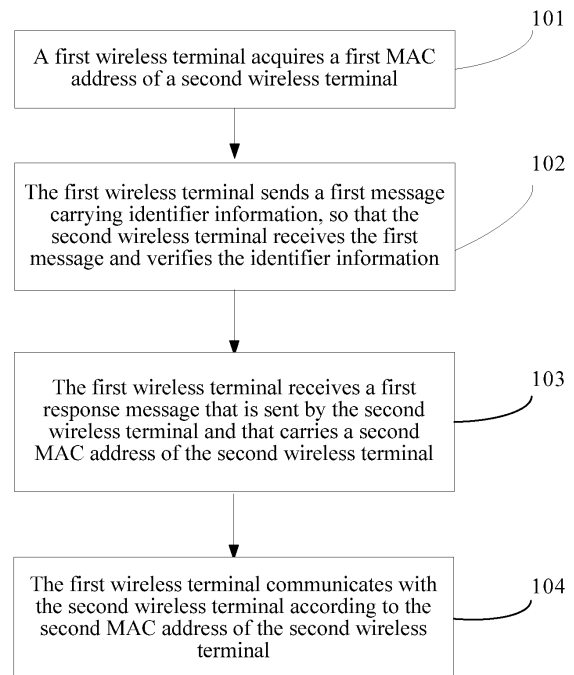 101
A first wireless terminal acquires a first MAC
address of a second wireless terminal
102
The first wireless terminal sends a first message
carrying identifier information, so that the
second wireless terminal receives the first
message and verifies the identifier information
103
The first wireless terminal receives a first
response message that is sent by the second
wireless terminal and that carries a second
MAC address of the second wireless terminal
104
The first wireless terminal communicates with
the second wireless terminal according to the
second MAC address of the second wireless
terminal